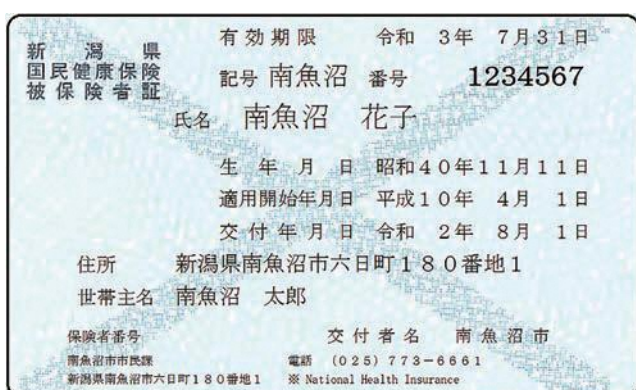 新潟県
国民健康保険
被保険者証
有効期限 令和 3年 7月31日
記号 南魚沼 番号 1234567
氏名 南魚沼 花子
生年月日 昭和40年11月11日
適用開始年月日 平成10年 4月 1日
交付年月日 令和 2年 8月 1日
住所 新潟県南魚沼市六日町180番地1
世帯主名 南魚沼 太郎
保険者番号 交付者名 南魚沼市
南魚沼市市民課 電話 (025)773-6661
新潟県南魚沼市六日町180番地1 ※ National Health Insurance